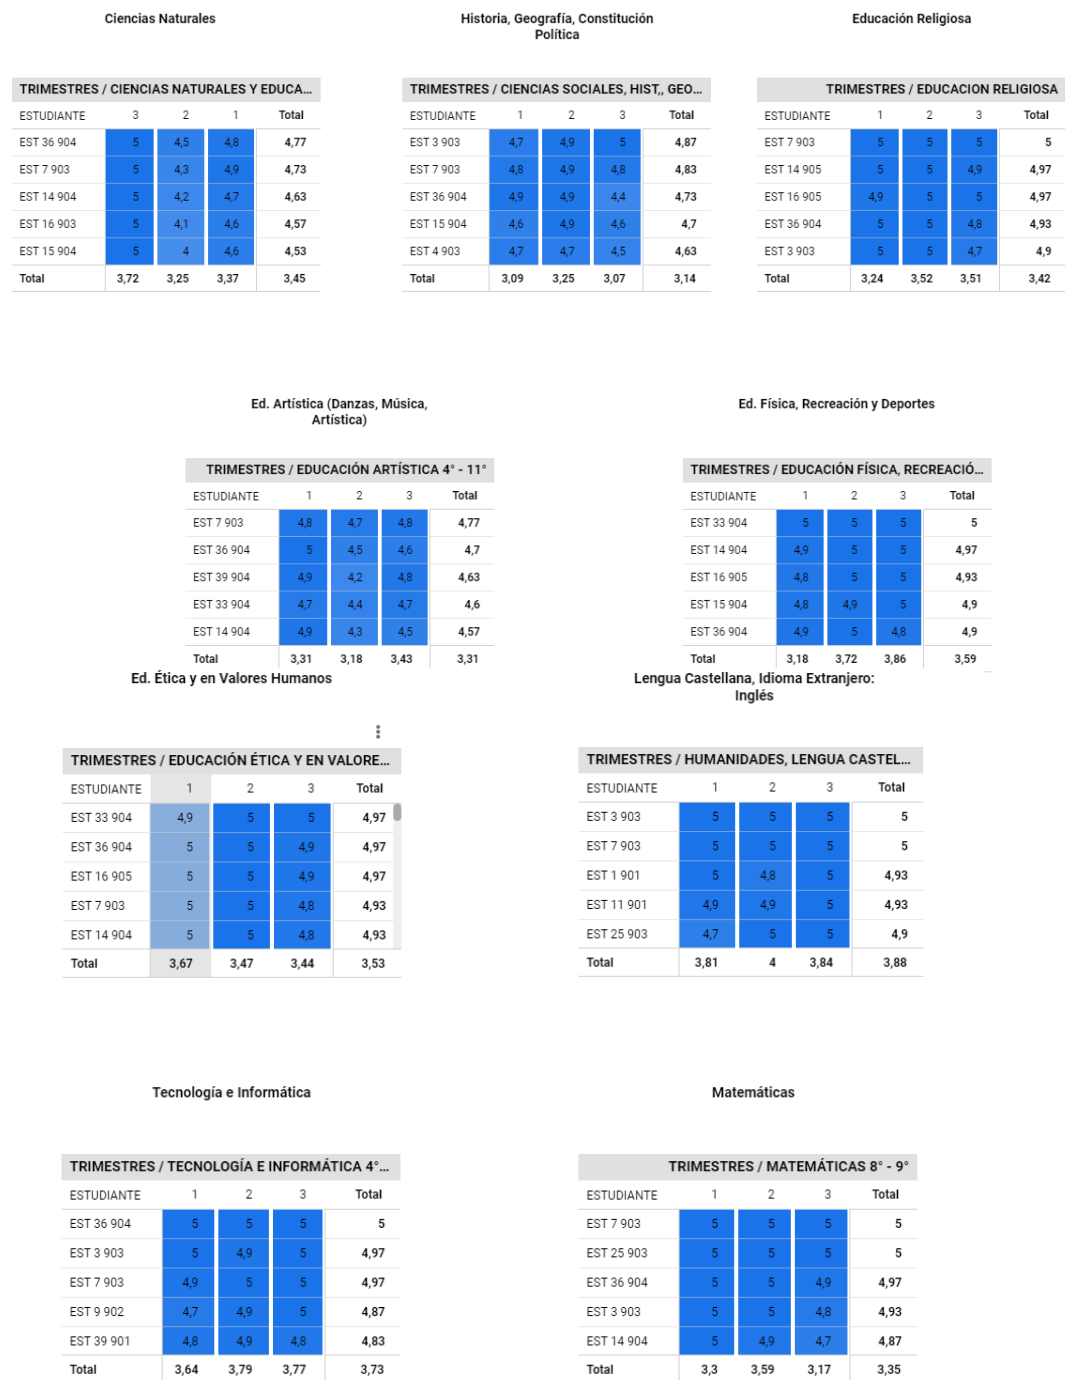 Ciencias Naturales
Historia, Geografía, Constitución
Política
Educación Religiosa
TRIMESTRES / CIENCIAS NATURALES Y EDUCA...
ESTUDIANTE 3 2 1 Total
EST 36 904 5 4,5 4,8 4,77
EST 7 903 5 4,3 4,9 4,73
EST 14 904 5 4,2 4,7 4,63
EST 16 903 5 4,1 4,6 4,57
EST 15 904 5 4 4,6 4,53
Total 3,72 3,25 3,37 3,45
TRIMESTRES / CIENCIAS SOCIALES, HIST,, GEO...
ESTUDIANTE 1 2 3 Total
EST 3 903 4,7 4,9 5 4,87
EST 7 903 4,8 4,9 4,8 4,83
EST 36 904 4,9 4,9 4,4 4,73
EST 15 904 4,6 4,9 4,6 4,7
EST 4 903 4,7 4,7 4,5 4,63
Total 3,09 3,25 3,07 3,14
TRIMESTRES / EDUCACION RELIGIOSA
ESTUDIANTE 1 2 3 Total
EST 7 903 5 5 5 5
EST 14 905 5 5 4,9 4,97
EST 16 905 4,9 5 5 4,97
EST 36 904 5 5 4,8 4,93
EST 3 903 5 5 4,7 4,9
Total 3,24 3,52 3,51 3,42
Ed. Artística (Danzas, Música,
Artística)
Ed. Física, Recreación y Deportes
TRIMESTRES / EDUCACIÓN ARTÍSTICA 4° - 11°
ESTUDIANTE 1 2 3 Total
EST 7 903 4,8 4,7 4,8 4,77
EST 36 904 5 4,5 4,6 4,7
EST 39 904 4,9 4,2 4,8 4,63
EST 33 904 4,7 4,4 4,7 4,6
EST 14 904 4,9 4,3 4,5 4,57
Total 3,31 3,18 3,43 3,31
TRIMESTRES / EDUCACIÓN FÍSICA, RECREACIÓ...
ESTUDIANTE 1 2 3 Total
EST 33 904 5 5 5 5
EST 14 904 4,9 5 5 4,97
EST 16 905 4,8 5 5 4,93
EST 15 904 4,8 4,9 5 4,9
EST 36 904 4,9 5 4,8 4,9
Total 3,18 3,72 3,86 3,59
Ed. Ética y en Valores Humanos
Lengua Castellana, Idioma Extranjero:
Inglés
TRIMESTRES / EDUCACIÓN ÉTICA Y EN VALORE...
ESTUDIANTE 1 2 3 Total
EST 33 904 4,9 5 5 4,97
EST 36 904 5 5 4,9 4,97
EST 16 905 5 5 4,9 4,97
EST 7 903 5 5 4,8 4,93
EST 14 904 5 5 4,8 4,93
Total 3,67 3,47 3,44 3,53
TRIMESTRES / HUMANIDADES, LENGUA CASTEL...
ESTUDIANTE 1 2 3 Total
EST 3 903 5 5 5 5
EST 7 903 5 5 5 5
EST 1 901 5 4,8 5 4,93
EST 11 901 4,9 4,9 5 4,93
EST 25 903 4,7 5 5 4,9
Total 3,81 4 3,84 3,88
Tecnología e Informática
Matemáticas
TRIMESTRES / TECNOLOGÍA E INFORMÁTICA 4°...
ESTUDIANTE 1 2 3 Total
EST 36 904 5 5 5 5
EST 3 903 5 4,9 5 4,97
EST 7 903 4,9 5 5 4,97
EST 9 902 4,7 4,9 5 4,87
EST 39 901 4,8 4,9 4,8 4,83
Total 3,64 3,79 3,77 3,73
TRIMESTRES / MATEMÁTICAS 8° - 9°
ESTUDIANTE 1 2 3 Total
EST 7 903 5 5 5 5
EST 25 903 5 5 5 5
EST 36 904 5 5 4,9 4,97
EST 3 903 5 5 4,8 4,93
EST 14 904 5 4,9 4,7 4,87
Total 3,3 3,59 3,17 3,35